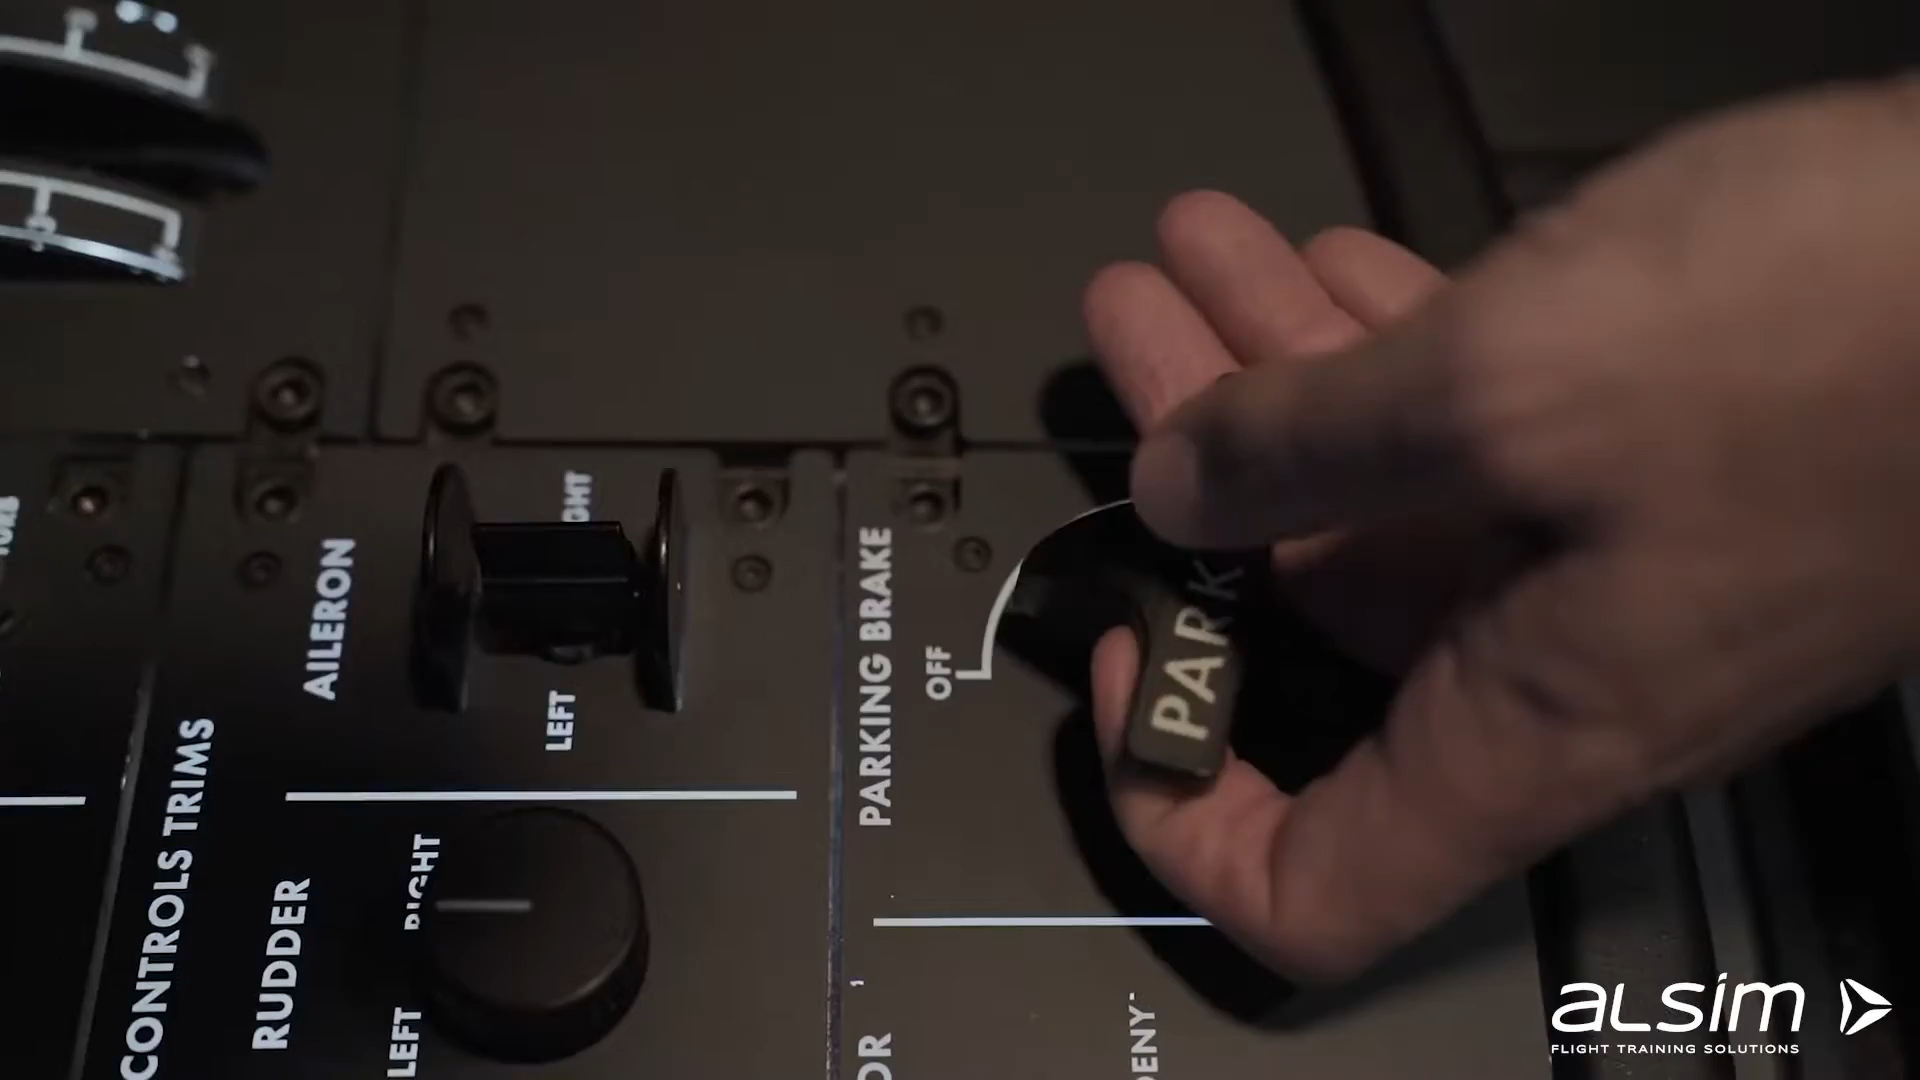 CONTROLS TRIMS
AILERON
LEFT
RUDDER
RIGHT
LEFT
PARKING BRAKE
OFF
PARK
alsim
FLIGHT TRAINING SOLUTIONS